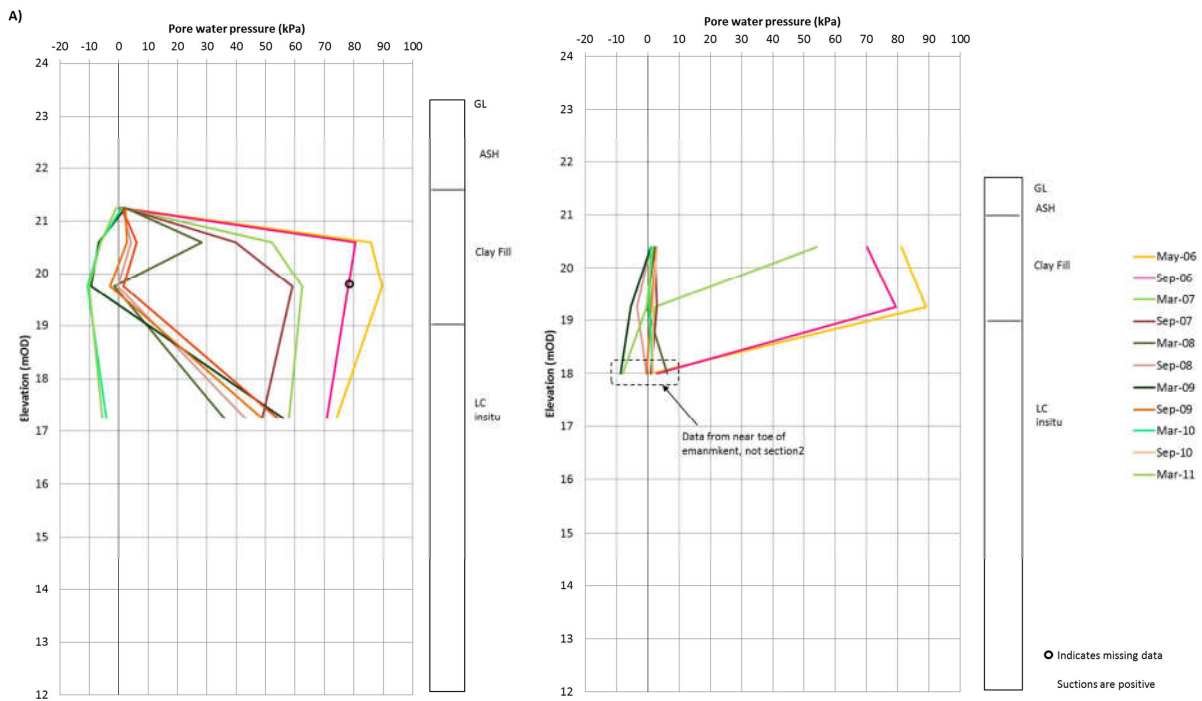 A)
Pore water pressure (kPa)
-20 -10 0 10 20 30 40 50 60 70 80 90 100
24
23
22
21
20
19
18
17
16
15
14
13
12
Elevation (mOD)
GL
ASH
Clay Fill
LC
insitu
Pore water pressure (kPa)
-20 -10 0 10 20 30 40 50 60 70 80 90 100
24
23
22
21
20
19
18
17
16
15
14
13
12
Elevation (mOD)
Data from near toe of
emanmkent, not section2
GL
ASH
Clay Fill
LC
insitu
May-06
Sep-06
Mar-07
Sep-07
Mar-08
Sep-08
Mar-09
Sep-09
Mar-10
Sep-10
Mar-11
Indicates missing data
Suctions are positive